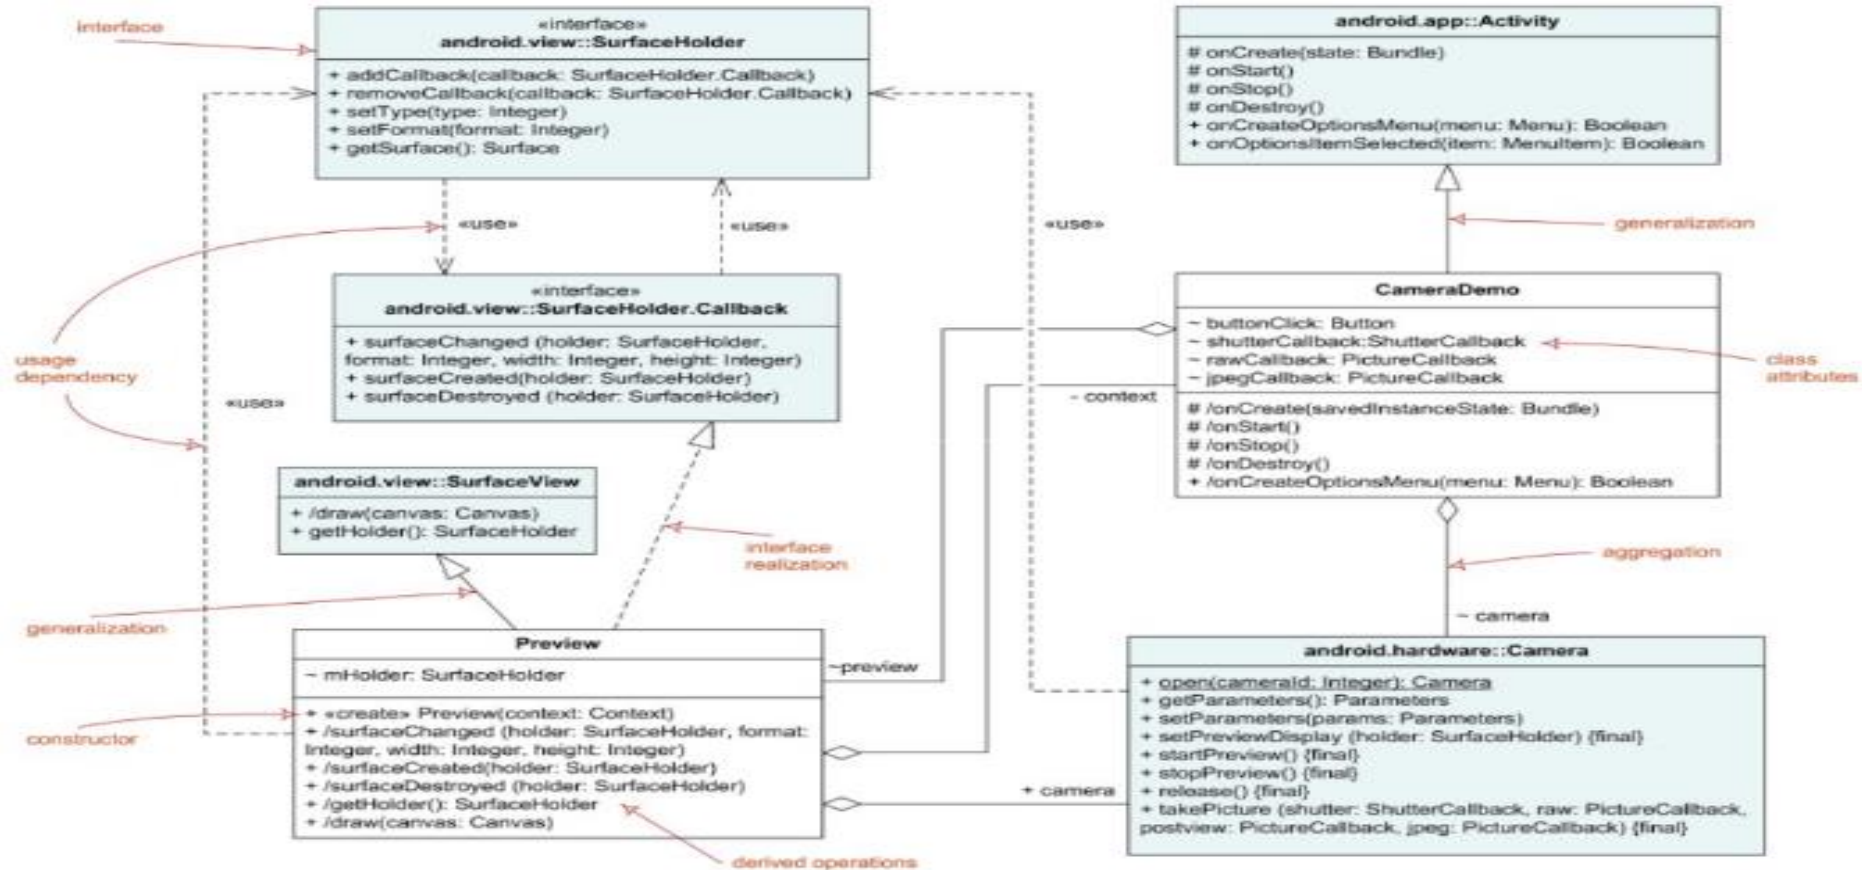 interface
«interface»
android.view::SurfaceHolder
+ addCallback(callback: SurfaceHolder.Callback)
+ removeCallback(callback: SurfaceHolder.Callback)
+ setType(type: Integer)
+ setFormat(format: Integer)
+ getSurface(): Surface
android.app::Activity
# onCreate(state: Bundle)
# onStart()
# onStop()
# onDestroy()
+ onCreateOptionsMenu(menu: Menu): Boolean
+ onOptionsItemSelected(item: MenuItem): Boolean
«use»
«use»
«use»
generalization
«interface»
android.view::SurfaceHolder.Callback
+ surfaceChanged (holder: SurfaceHolder,
format: Integer, width: Integer, height: Integer)
+ surfaceCreated(holder: SurfaceHolder)
+ surfaceDestroyed (holder: SurfaceHolder)
CameraDemo
~ buttonClick: Button
~ shutterCallback:ShutterCallback
~ rawCallback: PictureCallback
~ jpegCallback: PictureCallback
# /onCreate(savedInstanceState: Bundle)
# /onStart()
# /onStop()
# /onDestroy()
+ /onCreateOptionsMenu(menu: Menu): Boolean
usage
dependency
class
attributes
«use»
- context
android.view::SurfaceView
+ /draw(canvas: Canvas)
+ getHolder(): SurfaceHolder
interface
realization
aggregation
generalization
~ camera
Preview
~ mHolder: SurfaceHolder
+ «create» Preview(context: Context)
+ /surfaceChanged (holder: SurfaceHolder, format:
Integer, width: Integer, height: Integer)
+ /surfaceCreated(holder: SurfaceHolder)
+ /surfaceDestroyed (holder: SurfaceHolder)
+ /getHolder(): SurfaceHolder
+ /draw(canvas: Canvas)
~preview
constructor
+ camera
android.hardware::Camera
+ open(cameraId: Integer): Camera
+ getParameters(): Parameters
+ setParameters(params: Parameters)
+ setPreviewDisplay (holder: SurfaceHolder) {final}
+ startPreview() {final}
+ stopPreview() {final}
+ release() {final}
+ takePicture (shutter: ShutterCallback, raw: PictureCallback,
postview: PictureCallback, jpeg: PictureCallback) {final}
derived operations